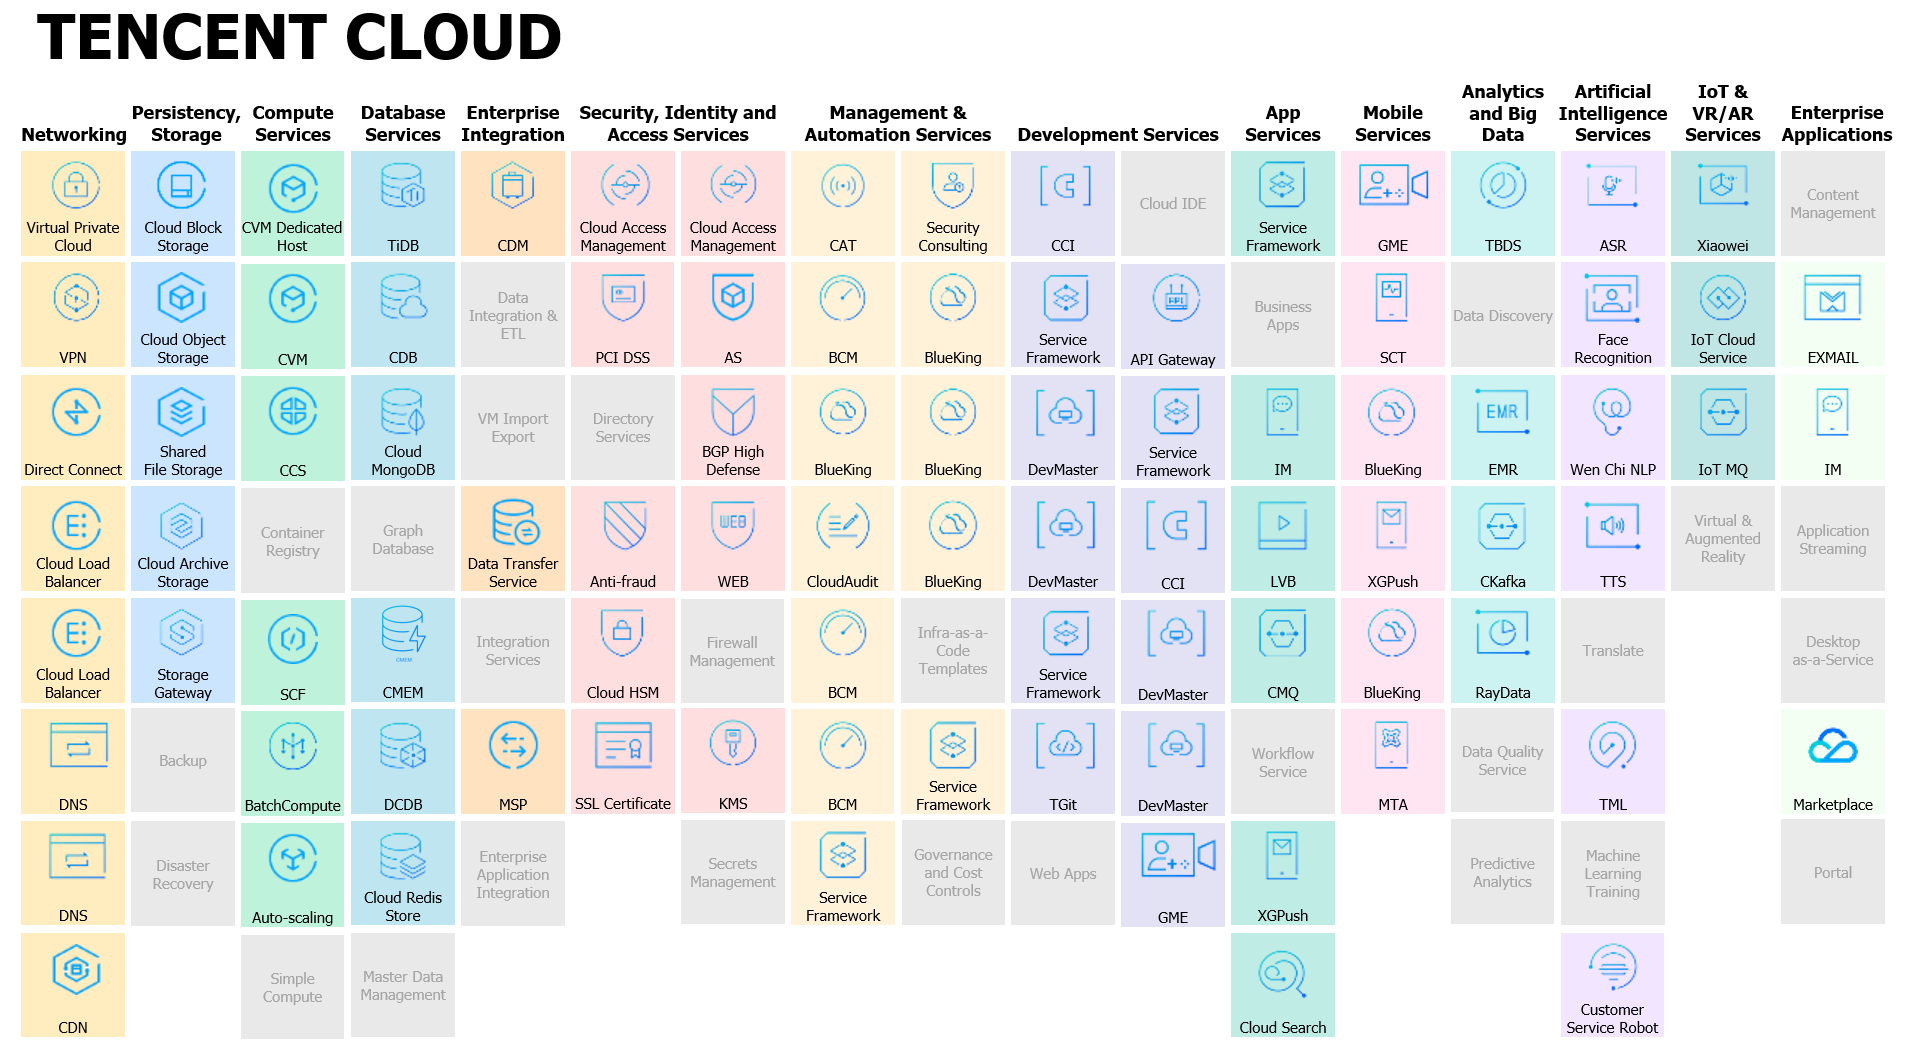 TENCENT CLOUD
Networking
Persistency,
Storage
Compute
Services
Database
Services
Enterprise
Integration
Security, Identity and
Access Services
Management &
Automation Services
Development Services
App
Services
Mobile
Services
Analytics
and Big
Data
Artificial
Intelligence
Services
IoT &
VR/AR
Services
Enterprise
Applications
Virtual Private
Cloud
Cloud Block
Storage
CVM Dedicated
Host
TiDB
CDM
Cloud Access
Management
Cloud Access
Management
CAT
Security
Consulting
CCI
Cloud IDE
Service
Framework
GME
TBDS
ASR
Xiaowei
Content
Management
VPN
Cloud Object
Storage
CVM
CDB
Data
Integration &
ETL
PCI DSS
AS
BCM
BlueKing
Service
Framework
API
API Gateway
Business
Apps
SCT
Data Discovery
Face
Recognition
IoT Cloud
Service
EXMAIL
Direct Connect
Shared
File Storage
CCS
Cloud
MongoDB
VM Import
Export
Directory
Services
BGP High
Defense
BlueKing
BlueKing
DevMaster
Service
Framework
IM
BlueKing
EMR
EMR
Wen Chi NLP
IoT MQ
IM
Cloud Load
Balancer
Cloud Archive
Storage
Container
Registry
Graph
Database
Data Transfer
Service
Anti-fraud
WEB
WEB
CloudAudit
BlueKing
DevMaster
CCI
LVB
XGPush
CKafka
TTS
Virtual &
Augmented
Reality
Application
Streaming
Cloud Load
Balancer
Storage
Gateway
SCF
CMEM
CMEM
Integration
Services
Cloud HSM
Firewall
Management
BCM
Infra-as-a-
Code
Templates
Service
Framework
DevMaster
CMQ
BlueKing
RayData
Translate
Desktop
as-a-Service
DNS
Backup
BatchCompute
DCDB
MSP
SSL Certificate
KMS
BCM
Service
Framework
TGit
DevMaster
Workflow
Service
MTA
Data Quality
Service
TML
Marketplace
DNS
Disaster
Recovery
Auto-scaling
Cloud Redis
Store
Enterprise
Application
Integration
Secrets
Management
Service
Framework
Governance
and Cost
Controls
Web Apps
GME
XGPush
Predictive
Analytics
Machine
Learning
Training
Portal
CDN
Simple
Compute
Master Data
Management
Cloud Search
Customer
Service Robot